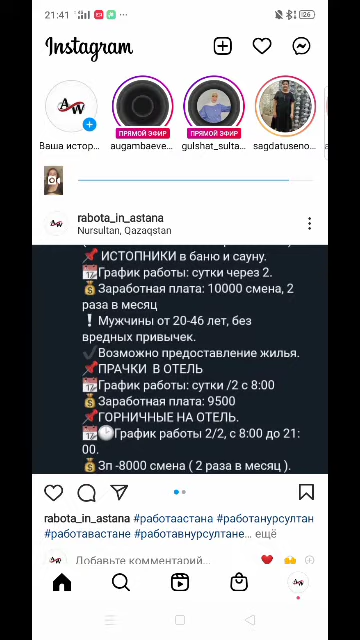 21:41
26
Instagram
AW
ПРЯМОЙ ЭФИР
ПРЯМОЙ ЭФИР
Ваша истор...
augambaeve...
gulshat_sulta...
sagdatuseno...
rabota_in_astana
Nursultan, Qazaqstan
📌 ИСТОПНИКИ в баню и сауну.
📆График работы: сутки через 2.
💰Заработная плата: 10000 смена, 2
раза в месяц
❗ Мужчины от 20-46 лет, без
вредных привычек.
✔Возможно предоставление жилья.
📌ПРАЧКИ В ОТЕЛЬ
📆График работы: сутки /2 с 8:00
💰Заработная плата: 9500
📌ГОРНИЧНЫЕ НА ОТЕЛЬ.
📆🕑График работы 2/2, с 8:00 до 21:
00.
💰Зп -8000 смена ( 2 раза в месяц ).
rabota_in_astana #работаастана #работанурсултан
#работавастане #работавнурсултане... ещё
Добавьте комментарий...